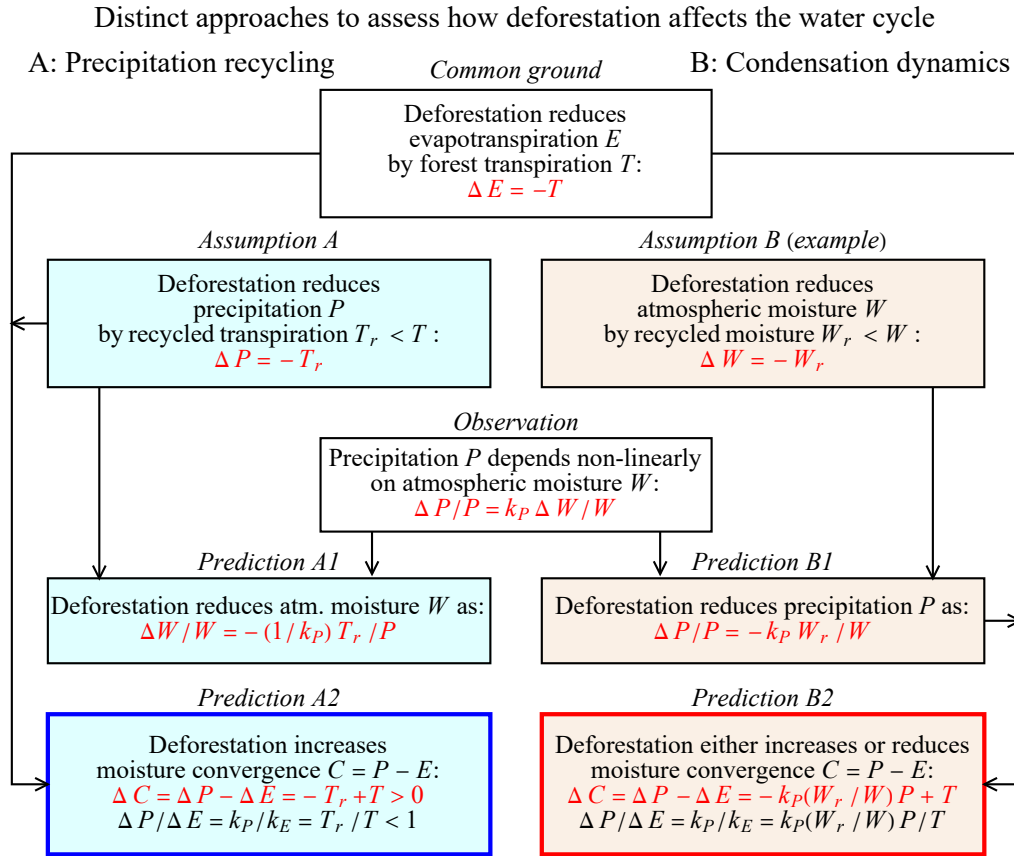 Distinct approaches to assess how deforestation affects the water cycle
A: Precipitation recycling
B: Condensation dynamics
Common ground
Deforestation reduces
evapotranspiration E
by forest transpiration T:
Δ E = −T
Assumption A
Deforestation reduces
precipitation P
by recycled transpiration T_r < T :
Δ P = − T_r
Assumption B (example)
Deforestation reduces
atmospheric moisture W
by recycled moisture W_r < W :
Δ W = − W_r
Observation
Precipitation P depends non-linearly
on atmospheric moisture W:
Δ P/P = k_P Δ W/W
Prediction A1
Deforestation reduces atm. moisture W as:
ΔW/W = − (1/k_P) T_r /P
Prediction B1
Deforestation reduces precipitation P as:
Δ P/P = −k_P W_r /W
Prediction A2
Deforestation increases
moisture convergence C = P − E:
Δ C = Δ P − Δ E = − T_r +T > 0
Δ P/Δ E = k_P/k_E = T_r /T < 1
Prediction B2
Deforestation either increases or reduces
moisture convergence C = P − E:
Δ C = Δ P − Δ E = −k_P(W_r /W) P + T
Δ P/Δ E = k_P/k_E = k_P(W_r /W) P/T